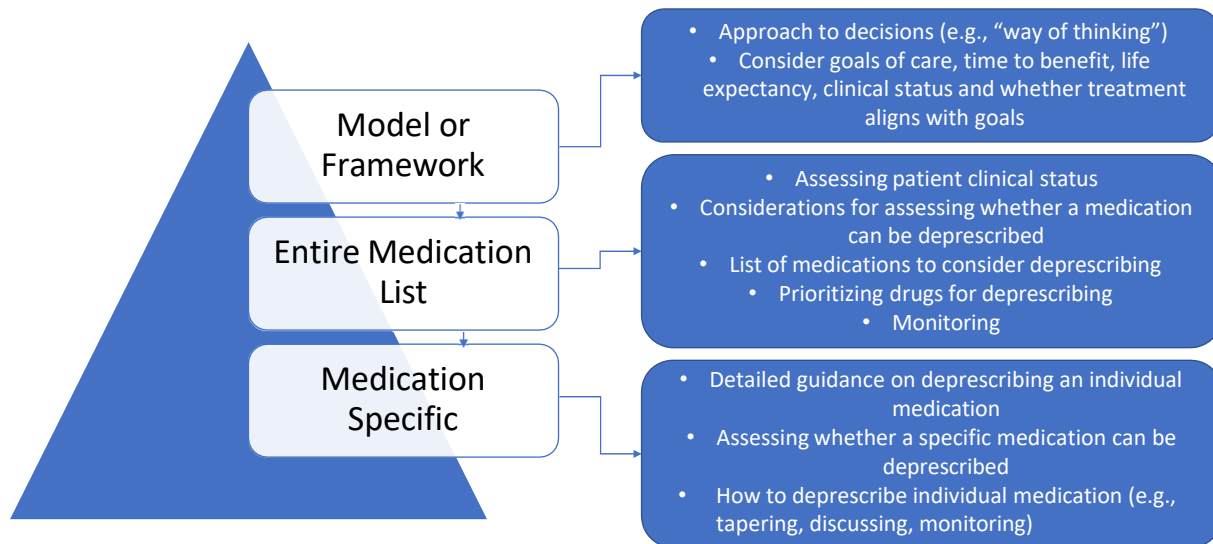 Model or
Framework
• Approach to decisions (e.g., “way of thinking”)
• Consider goals of care, time to benefit, life
expectancy, clinical status and whether treatment
aligns with goals
Entire Medication
List
• Assessing patient clinical status
• Considerations for assessing whether a medication
can be deprescribed
• List of medications to consider deprescribing
• Prioritizing drugs for deprescribing
• Monitoring
Medication
Specific
• Detailed guidance on deprescribing an individual
medication
• Assessing whether a specific medication can be
deprescribed
• How to deprescribe individual medication (e.g.,
tapering, discussing, monitoring)